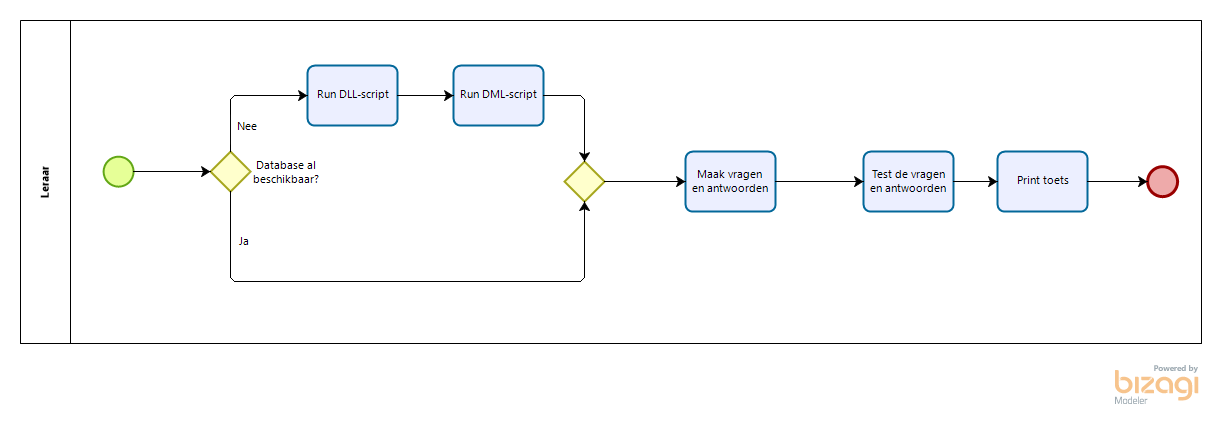 Leraar
Database al
beschikbaar?
Nee
Ja
Run DLL-script
Run DML-script
Maak vragen
en antwoorden
Test de vragen
en antwoorden
Print toets
Powered by
bizagi
Modeler